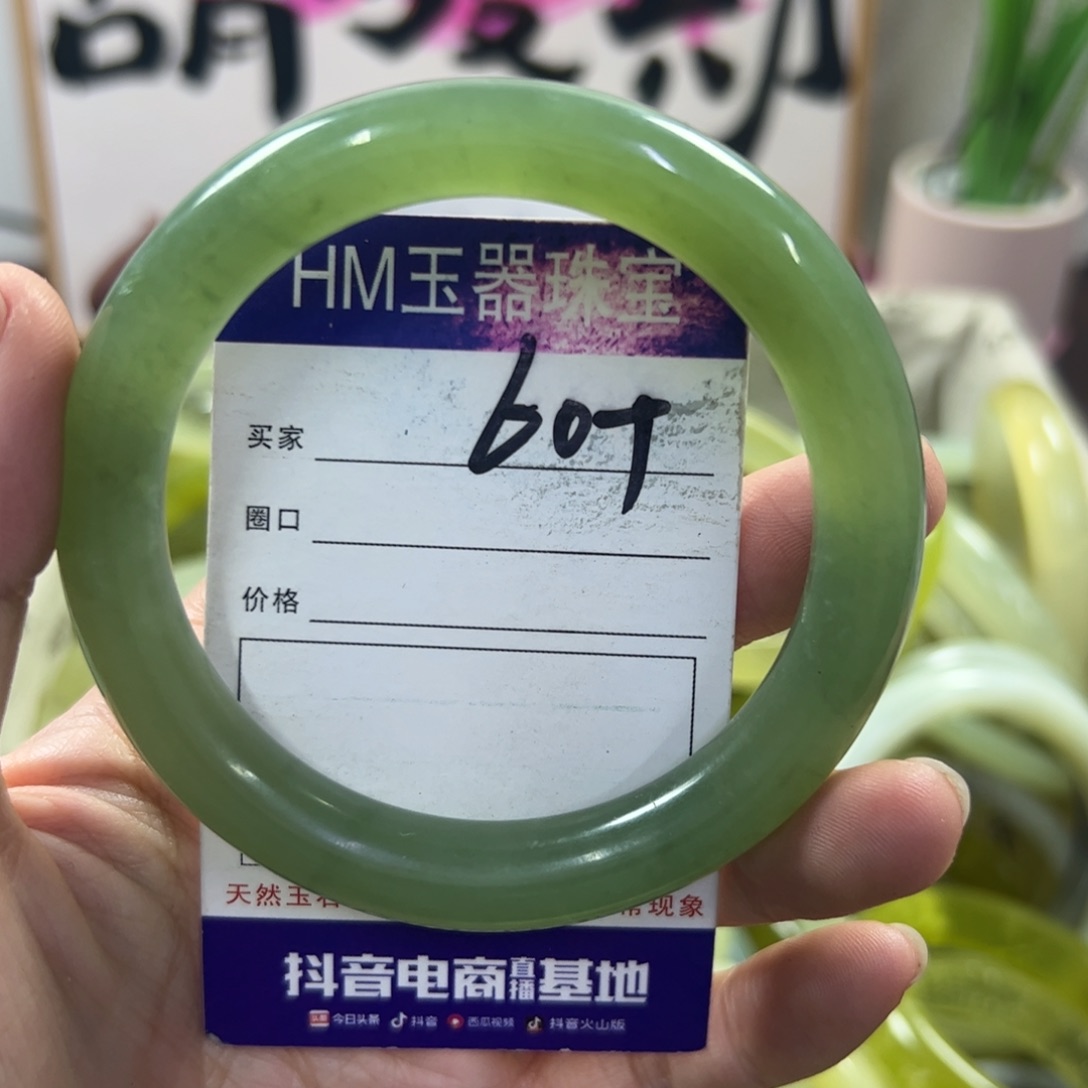 HM玉器珠宝
60+
买家
圈口
价格
天然玉石 常现象
抖音电商直播基地
今日头条 抖音 西瓜视频 抖音火山版